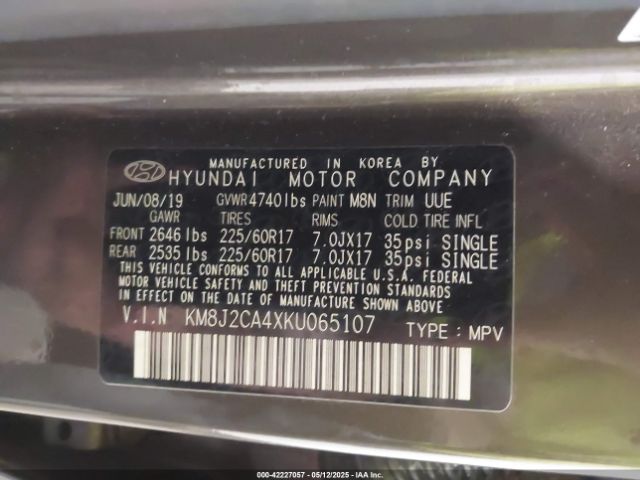 MANUFACTURED IN KOREA BY
HYUNDAI MOTOR COMPANY
JUN/08/19 GVWR 4740lbs PAINT M8N TRIM UUE
GAWR TIRES RIMS COLD TIRE INFL
FRONT 2646 lbs 225/60R17 7.0JX17 35psi SINGLE
REAR 2535 lbs 225/60R17 7.0JX17 35psi SINGLE
THIS VEHICLE CONFORMS TO ALL APPLICABLE U.S.A. FEDERAL
MOTOR VEHICLE SAFETY AND THEFT PREVENTION STANDARDS
IN EFFECT ON THE DATE OF MANUFACTURE SHOWN ABOVE
V.I.N KM8J2CA4XKU065107 TYPE : MPV
000-42227057 - 05/12/2025 - IAA Inc.